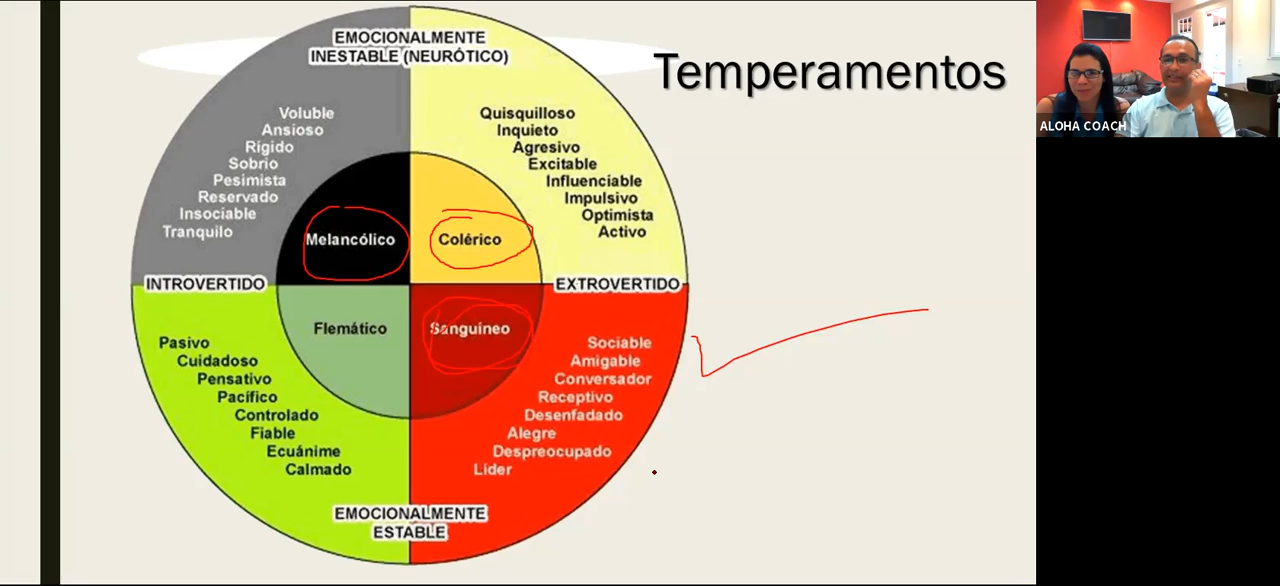 Temperamentos
EMOCIONALMENTE
INESTABLE (NEURÓTICO)
Voluble
Ansioso
Rígido
Sobrio
Pesimista
Reservado
Insociable
Tranquilo
Quisquilloso
Inquieto
Agresivo
Excitable
Influenciable
Impulsivo
Optimista
Activo
Melancólico
Colérico
INTROVERTIDO
EXTROVERTIDO
Flemático
Sanguíneo
Pasivo
Cuidadoso
Pensativo
Pacífico
Controlado
Fiable
Ecuánime
Calmado
Sociable
Amigable
Conversador
Receptivo
Desenfadado
Alegre
Despreocupado
Líder
EMOCIONALMENTE
ESTABLE
ALOHA COACH